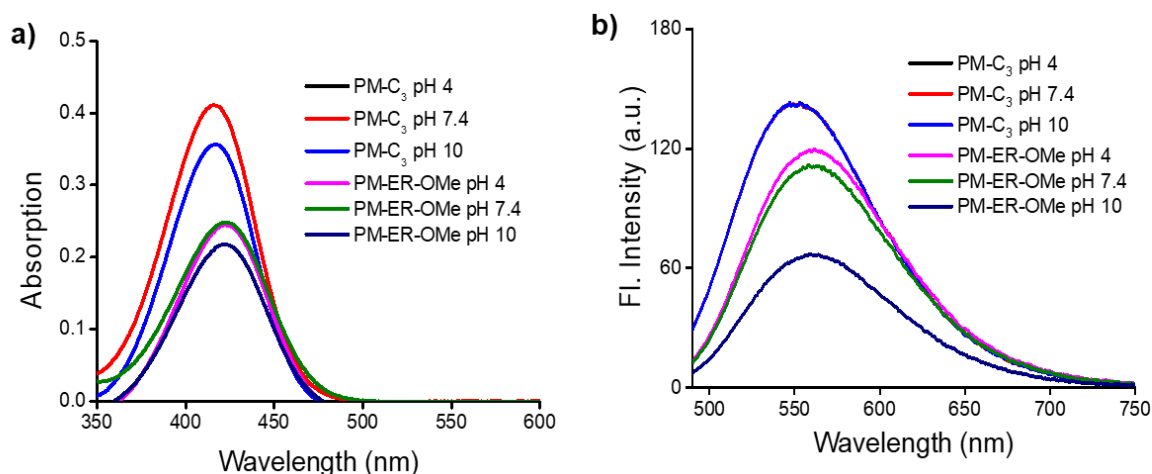 a)
0.5
0.4
0.3
0.2
0.1
0.0
Absorption
350 400 450 500 550 600
Wavelength (nm)
PM-C₃ pH 4
PM-C₃ pH 7.4
PM-C₃ pH 10
PM-ER-OMe pH 4
PM-ER-OMe pH 7.4
PM-ER-OMe pH 10
b)
180
120
60
0
Fl. Intensity (a.u.)
500 550 600 650 700 750
Wavelength (nm)
PM-C₃ pH 4
PM-C₃ pH 7.4
PM-C₃ pH 10
PM-ER-OMe pH 4
PM-ER-OMe pH 7.4
PM-ER-OMe pH 10